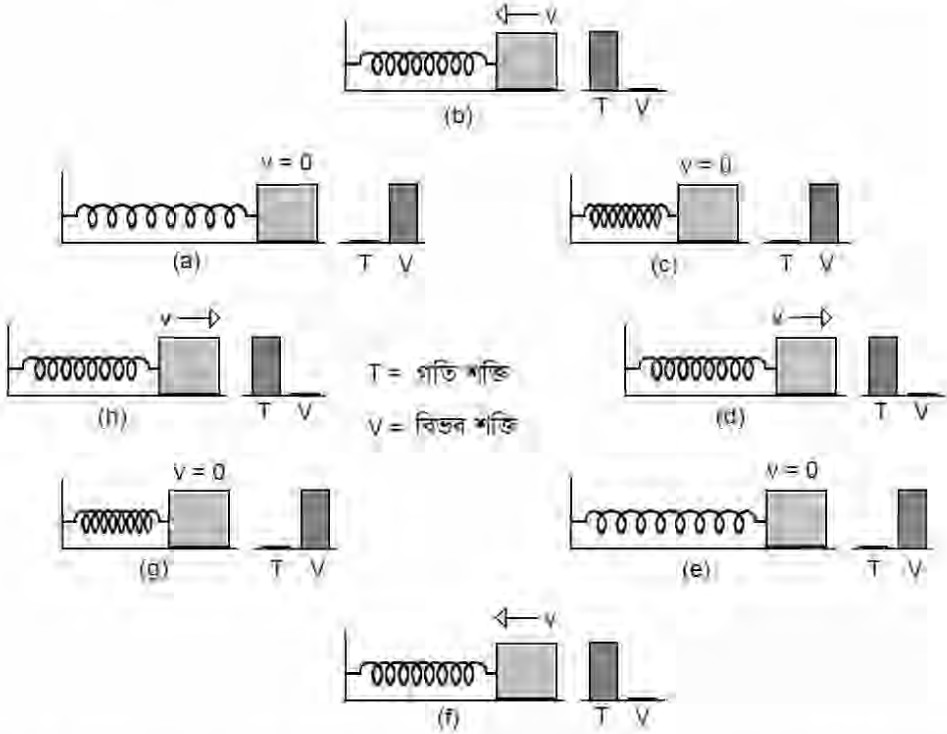 v
T V
(b)
v = 0
T V
(a)
v = 0
T V
(c)
v
T V
(h)
T = গতি শক্তি
V = বিভব শক্তি
v
T V
(d)
v = 0
T V
(g)
v = 0
T V
(e)
v
T V
(f)